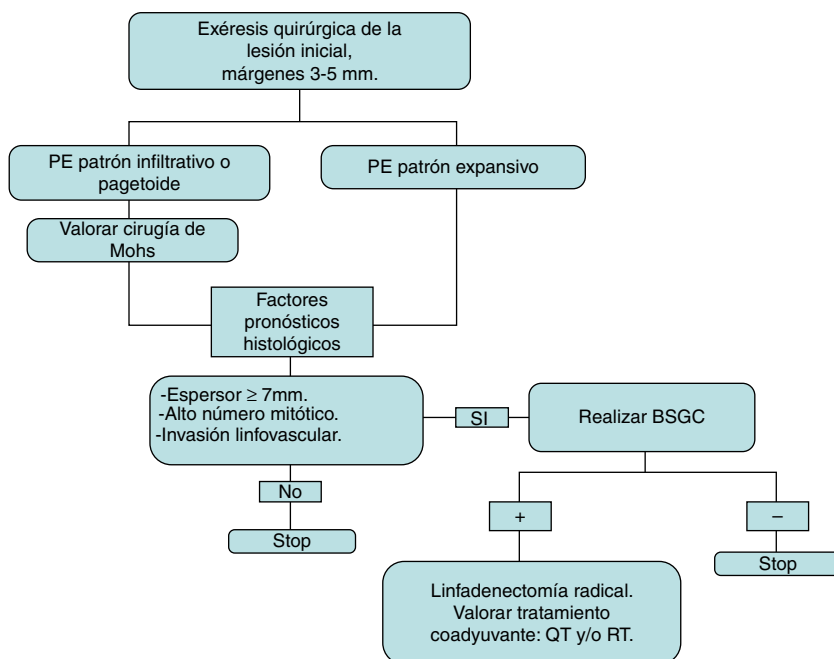 Exéresis quirúrgica de la
lesión inicial,
márgenes 3-5 mm.
PE patrón infiltrativo o
pagetoide
PE patrón expansivo
Valorar cirugía de
Mohs
Factores
pronósticos
histológicos
-Espersor ≥ 7mm.
-Alto número mitótico.
-Invasión linfovascular.
SI
Realizar BSGC
No
Stop
+
–
Stop
Linfadenectomía radical.
Valorar tratamiento
coadyuvante: QT y/o RT.